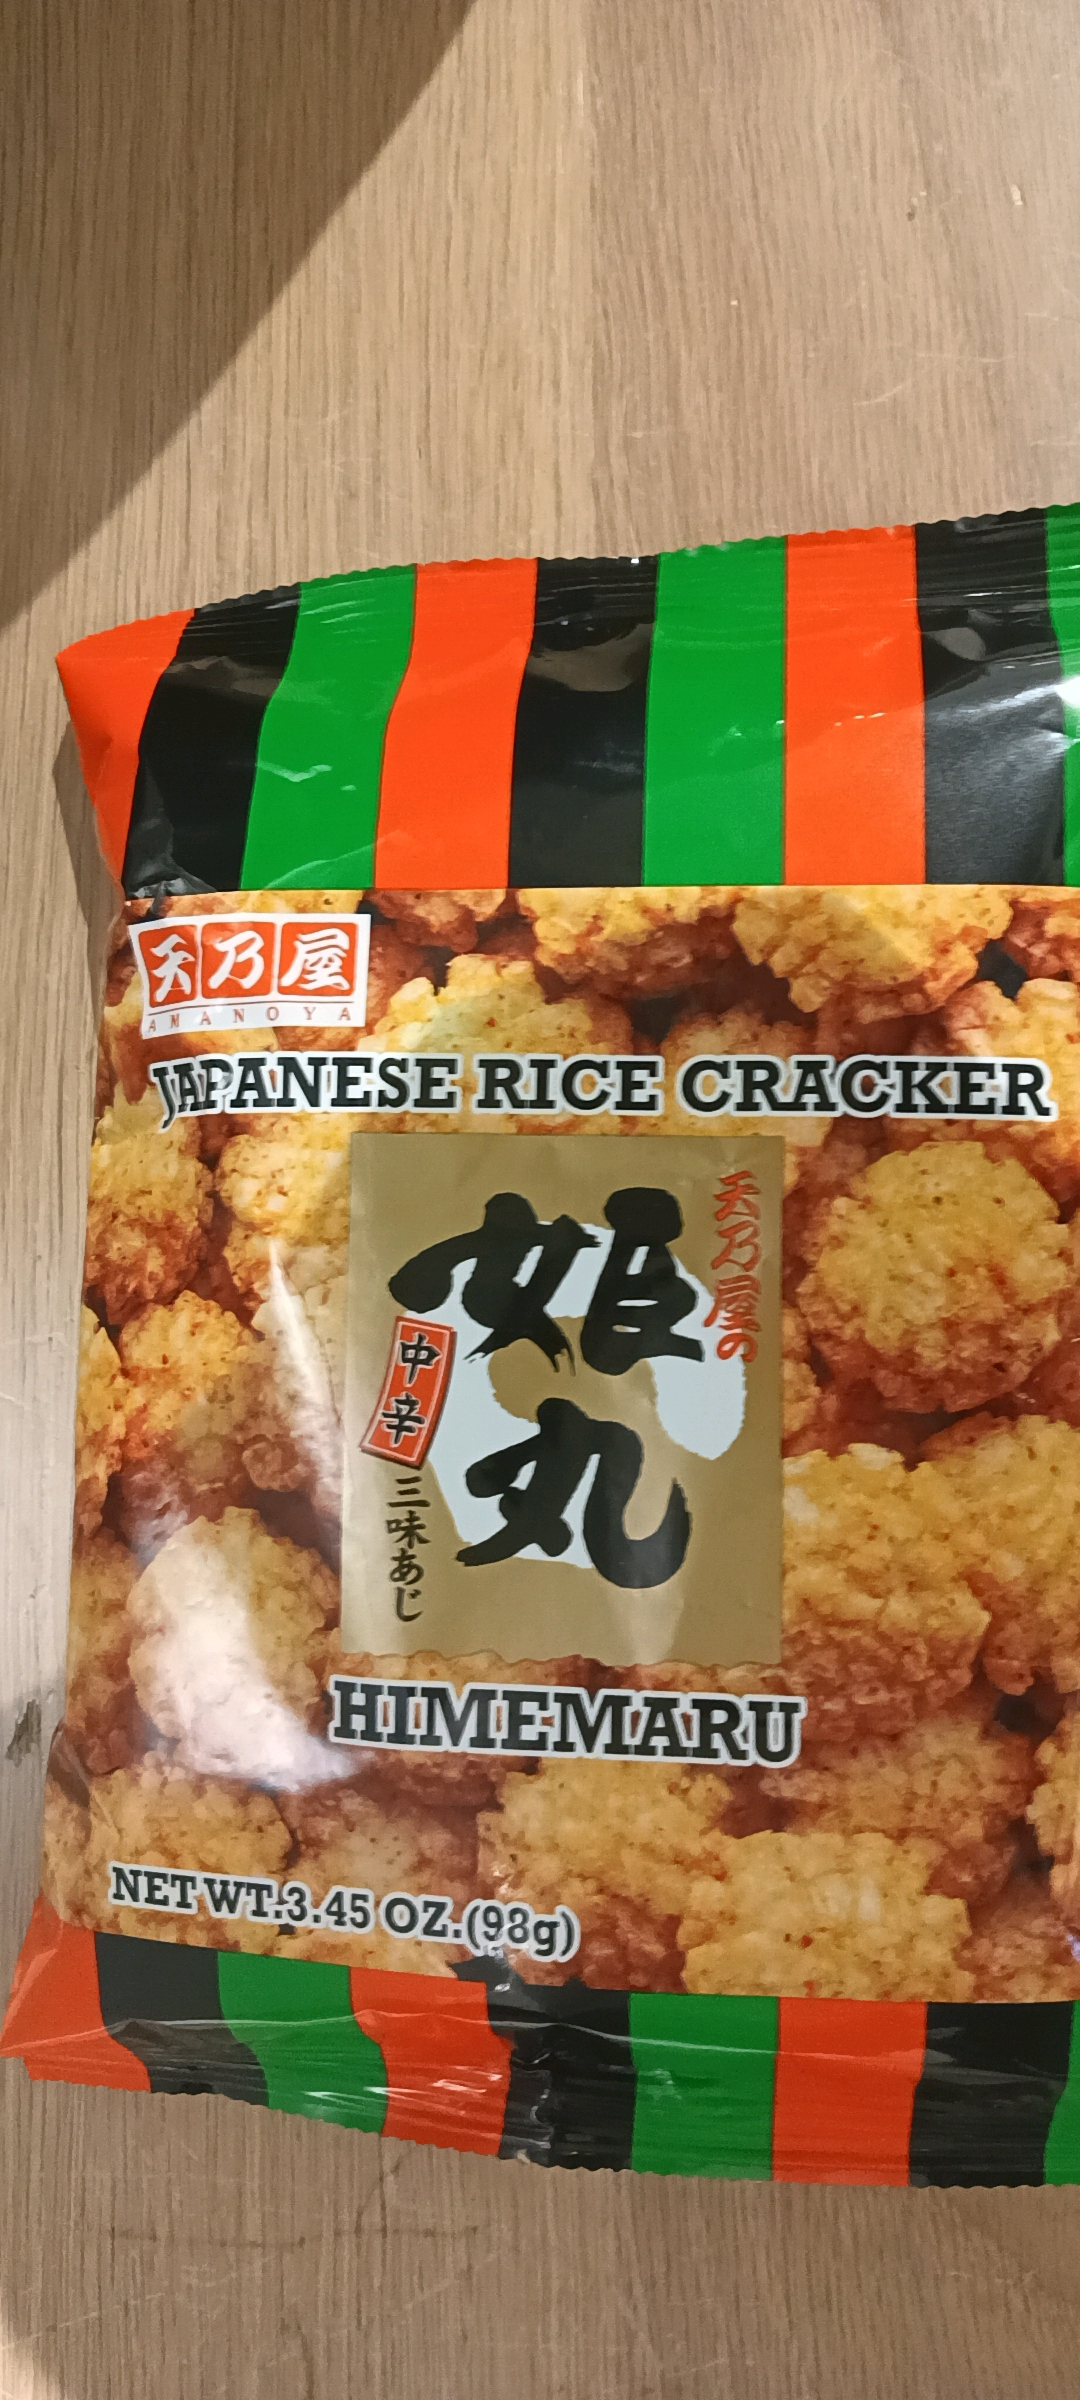 天乃屋
AMANOYA
JAPANESE RICE CRACKER
天乃屋の
姫丸
中辛
三味あじ
HIMEMARU
NET WT.3.45 OZ.(98g)